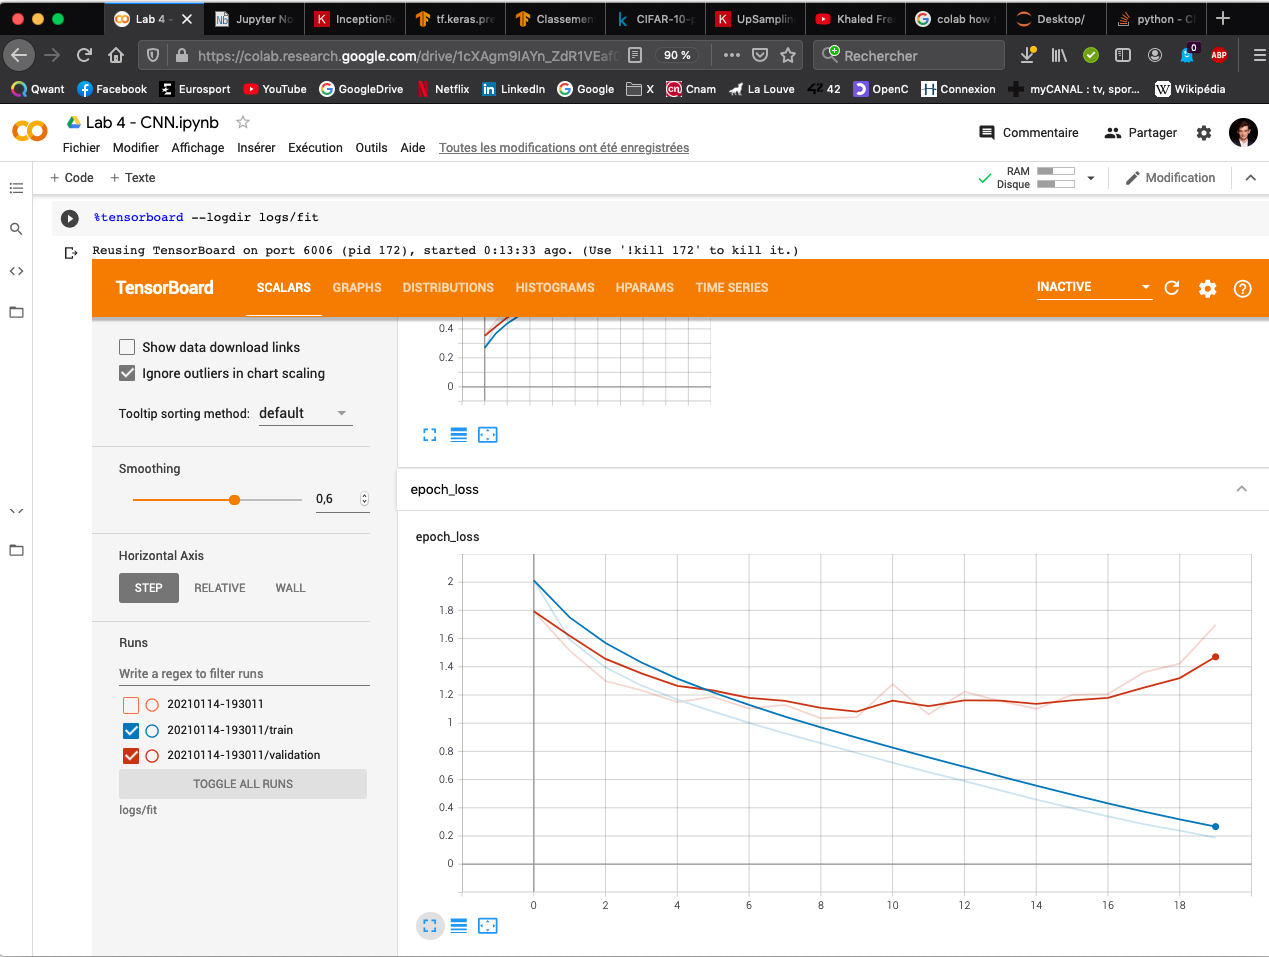 Lab 4 -
Jupyter No
InceptionRe
tf.keras.pre
Classemen
CIFAR-10-p
UpSamplin
Khaled Fre
colab how t
Desktop/
python - C
https://colab.research.google.com/drive/1cXAgm9IAYn_ZdR1VEaf
90 %
Rechercher
0
ABP
Qwant
Facebook
Eurosport
YouTube
GoogleDrive
Netflix
LinkedIn
Google
X
Cnam
La Louve
42
OpenC
Connexion
myCANAL : tv, spor...
Wikipédia
Lab 4 - CNN.ipynb
Commentaire
Partager
Fichier Modifier Affichage Insérer Exécution Outils Aide Toutes les modifications ont été enregistrées
+ Code + Texte
RAM
Disque
Modification
%tensorboard --logdir logs/fit
Reusing TensorBoard on port 6006 (pid 172), started 0:13:33 ago. (Use '!kill 172' to kill it.)
TensorBoard
SCALARS GRAPHS DISTRIBUTIONS HISTOGRAMS HPARAMS TIME SERIES
INACTIVE
Show data download links
Ignore outliers in chart scaling
Tooltip sorting method: default
Smoothing
0,6
Horizontal Axis
STEP RELATIVE WALL
Runs
Write a regex to filter runs
20210114-193011
20210114-193011/train
20210114-193011/validation
TOGGLE ALL RUNS
logs/fit
0.4
0.2
0
epoch_loss
epoch_loss
2
1.8
1.6
1.4
1.2
1
0.8
0.6
0.4
0.2
0
0 2 4 6 8 10 12 14 16 18